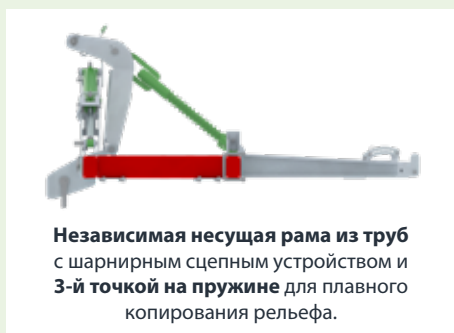 Независимая несущая рама из труб
с шарнирным сцепным устройством и
3-й точкой на пружине для плавного
копирования рельефа.